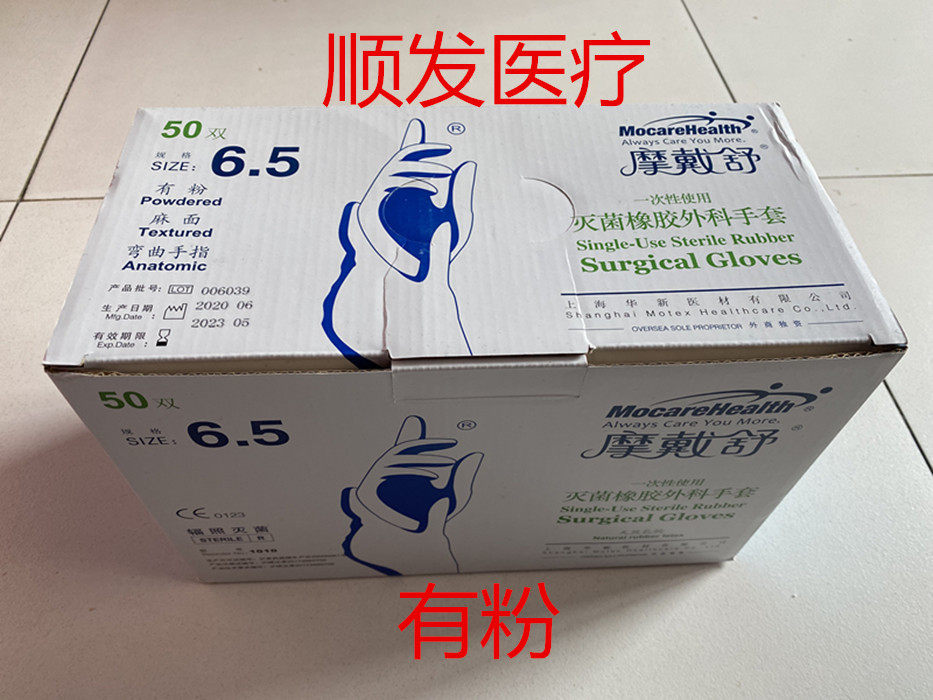 顺发医疗
50双
规格
SIZE: 6.5
有粉
Powdered
麻面
Textured
弯曲手指
Anatomic
产品批号: LOT 006039
生产日期
Mfg.Date : 2020 06
有效期限
Exp.Date : 2023 05
®
MocareHealth®
Always Care You More.
摩戴舒®
一次性使用
灭菌橡胶外科手套
Single-Use Sterile Rubber
Surgical Gloves
上海华新医材有限公司
Shanghai Motex Healthcare Co.,Ltd.
OVERSEA SOLE PROPRIETOR 外商独资
50双
规格
SIZE: 6.5
CE 0123
辐照灭菌
STERILE R
1010
®
MocareHealth®
Always Care You More.
摩戴舒®
一次性使用
灭菌橡胶外科手套
Single-Use Sterile Rubber
Surgical Gloves
Natural rubber latex
有粉